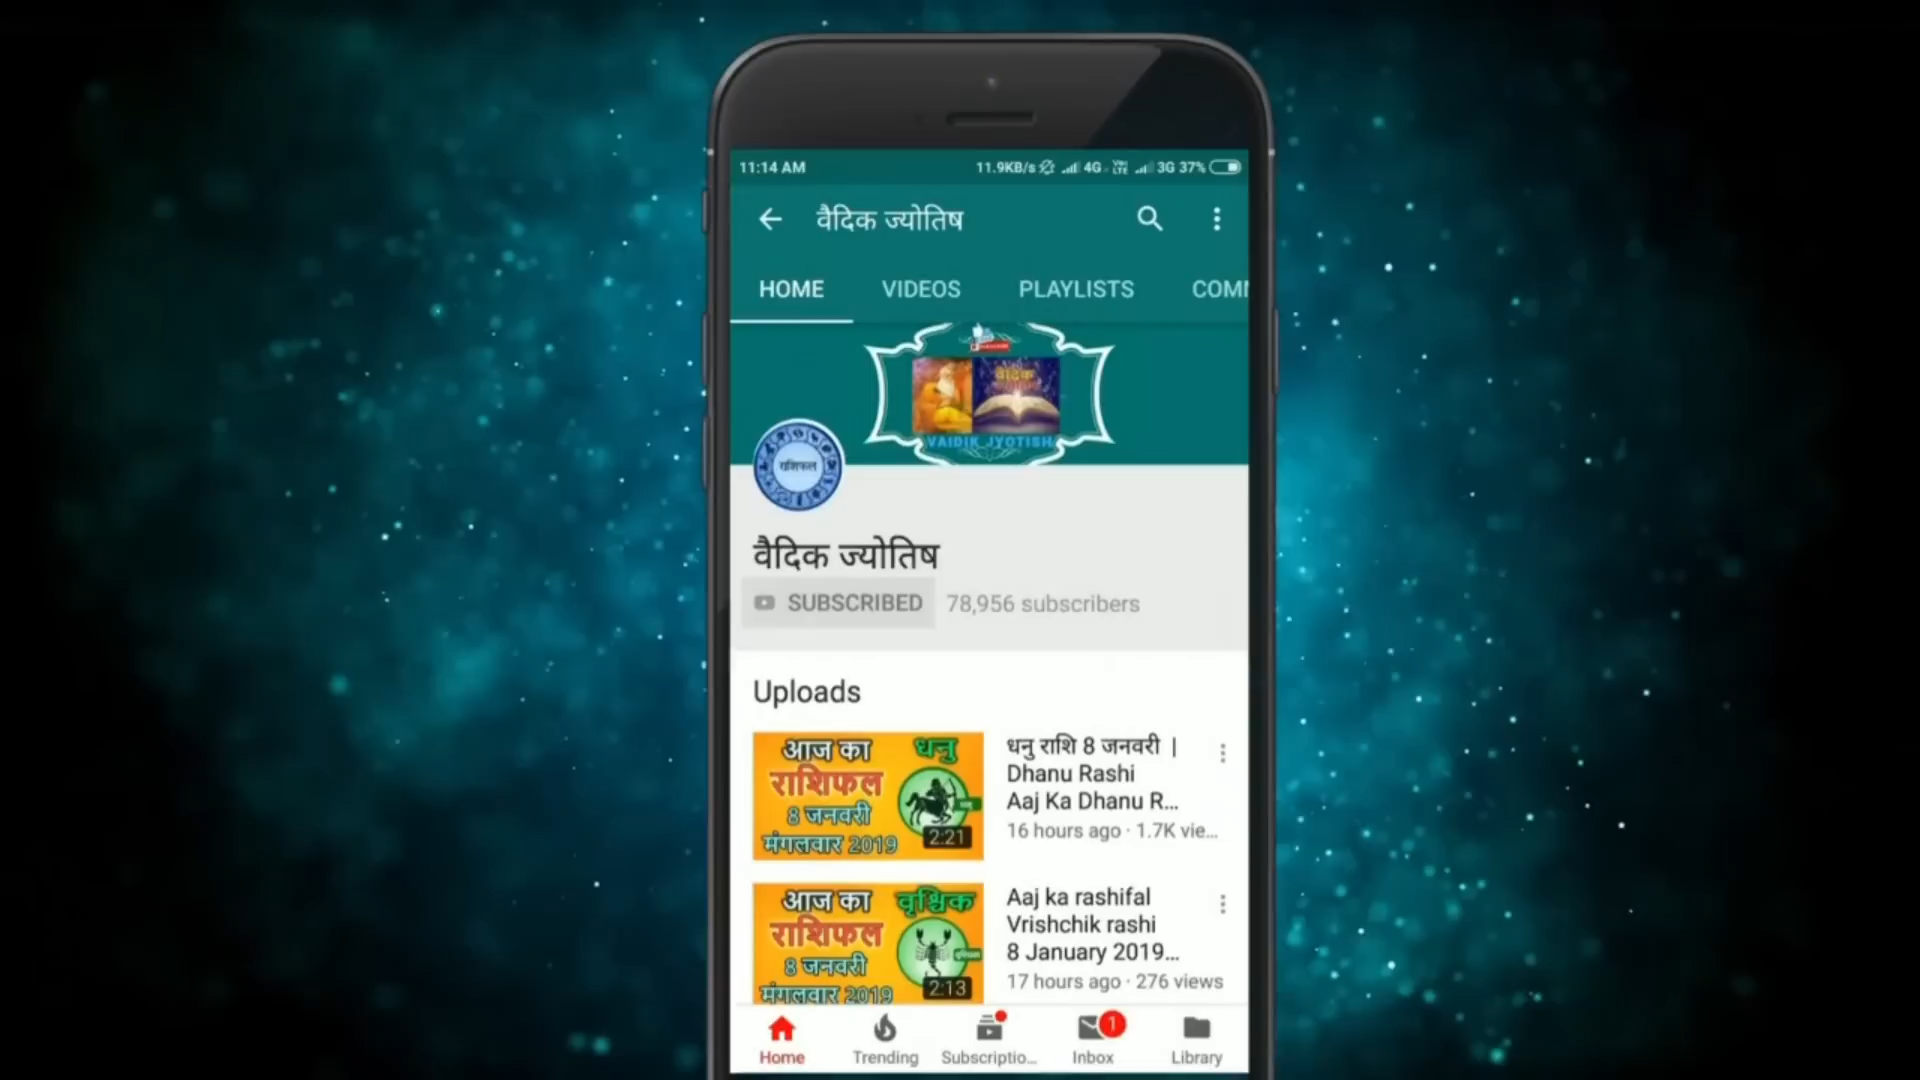 11:14 AM
11.9KB/s 4G VoLTE 3G 37%
वैदिक ज्योतिष
HOME VIDEOS PLAYLISTS COMM
वैदिक
VAIDIK JYOTISH
राशिफल
वैदिक ज्योतिष
SUBSCRIBED 78,956 subscribers
Uploads
आज का धनु
राशिफल
8 जनवरी
मंगलवार 2019
2:21
धनु राशि 8 जनवरी |
Dhanu Rashi
Aaj Ka Dhanu R...
16 hours ago · 1.7K vie...
आज का वृश्चिक
राशिफल
8 जनवरी
मंगलवार 2019
2:13
Aaj ka rashifal
Vrishchik rashi
8 January 2019...
17 hours ago · 276 views
1
Home Trending Subscriptio... Inbox Library